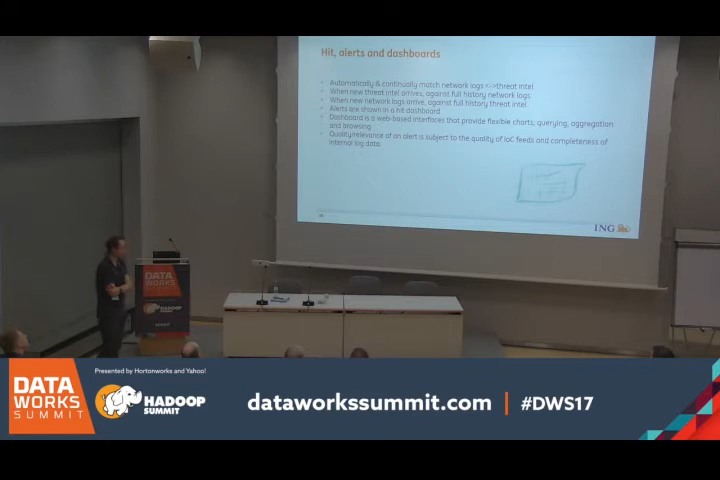 Hit, alerts and dashboards
Automatically & continually match network logs <->threat intel
When new threat intel arrives, against full history network logs
When new network logs arrive, against full history threat intel
Alerts are shown in a hit dashboard
Dashboard is a web-based interfaces that provide flexible charts, querying, aggregation
and browsing
Quality/relevance of an alert is subject to the quality of IoC feeds and completeness of
internal log data.
ING
DATA
WORKS
SUMMIT
HADOOP
DATA
WORKS
SUMMIT
Presented by Hortonworks and Yahoo!
HADOOP
SUMMIT
dataworkssummit.com
#DWS17